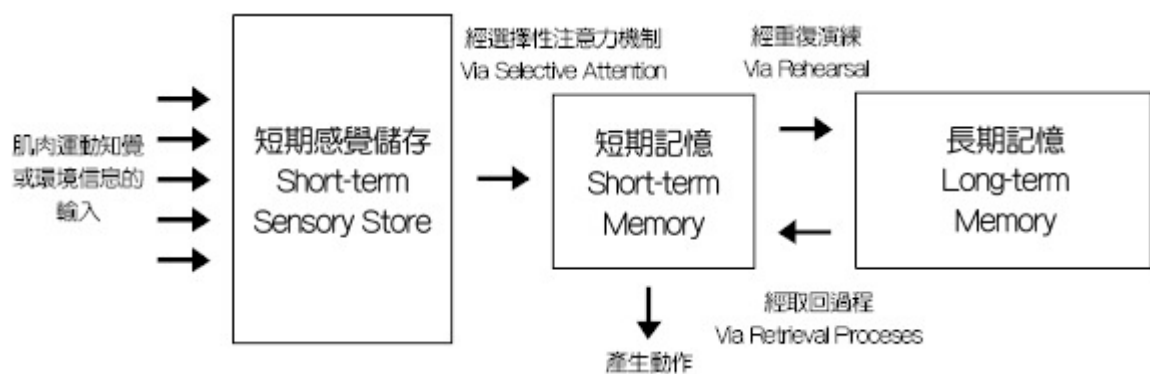 肌肉運動知覺
或環境信息的
輸入
短期感覺儲存
Short-term
Sensory Store
經選擇性注意力機制
Via Selective Attention
短期記憶
Short-term
Memory
經重復演練
Via Rehearsal
長期記憶
Long-term
Memory
經取回過程
Via Retrieval Proceses
產生動作